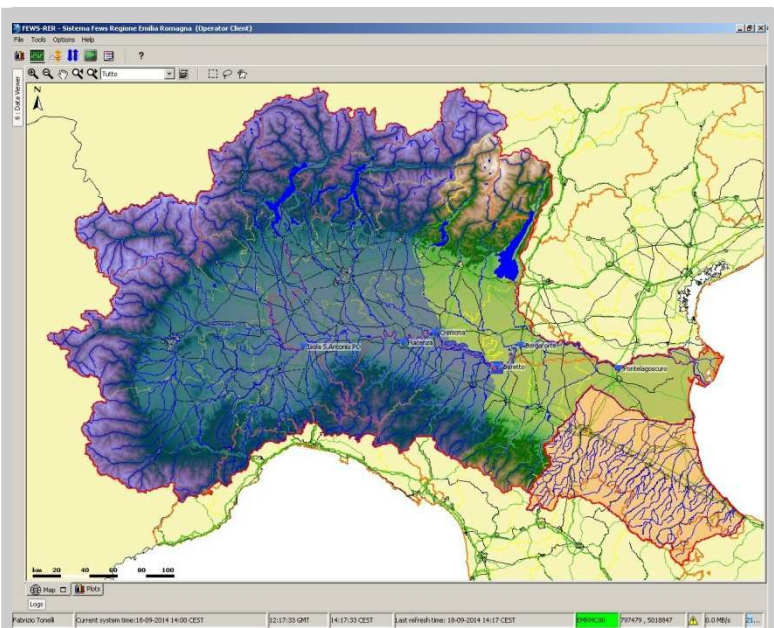 FEWS-RER - Sistema Fews Regione Emilia Romagna (Operator Client)
File Tools Options Help
?
Tutto
6 : Data Viewer
N
Cremona
Piacenza
Isola S.Antonio PO
Borgoforte
Boretto
Pontelagoscuro
km 20 40 60 80 100
Map Plots
Logs
Fabrizio Tonelli Current system time:18-09-2014 14:00 CEST 12:17:33 GMT 14:17:33 CEST Last refresh time: 18-09-2014 14:17 CEST 797479 , 5018847 0.0 MB/s 21...